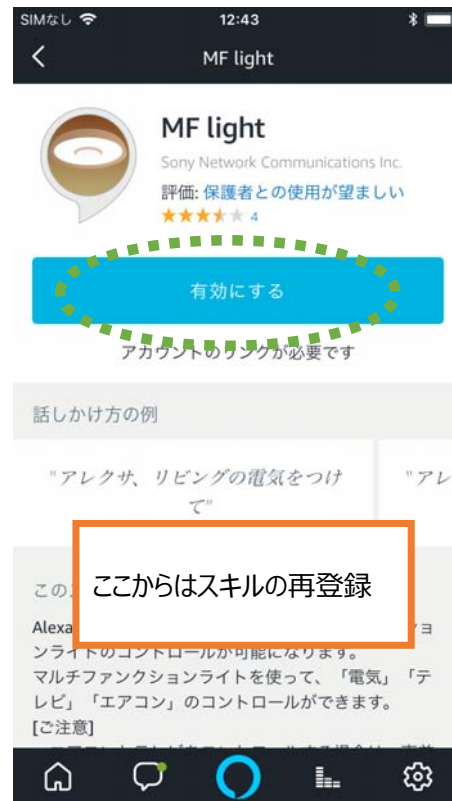 SIMなし 12:43
MF light
MF light
Sony Network Communications Inc.
評価: 保護者との使用が望ましい
4
有効にする
アカウントのリンクが必要です
話しかけ方の例
"アレクサ、リビングの電気をつけ
て"
"アレ
ここからはスキルの再登録
Alexa
ンライトのコントロールが可能になります。
マルチファンクションライトを使って、「電気」「テ
レビ」「エアコン」のコントロールができます。
[ご注意]